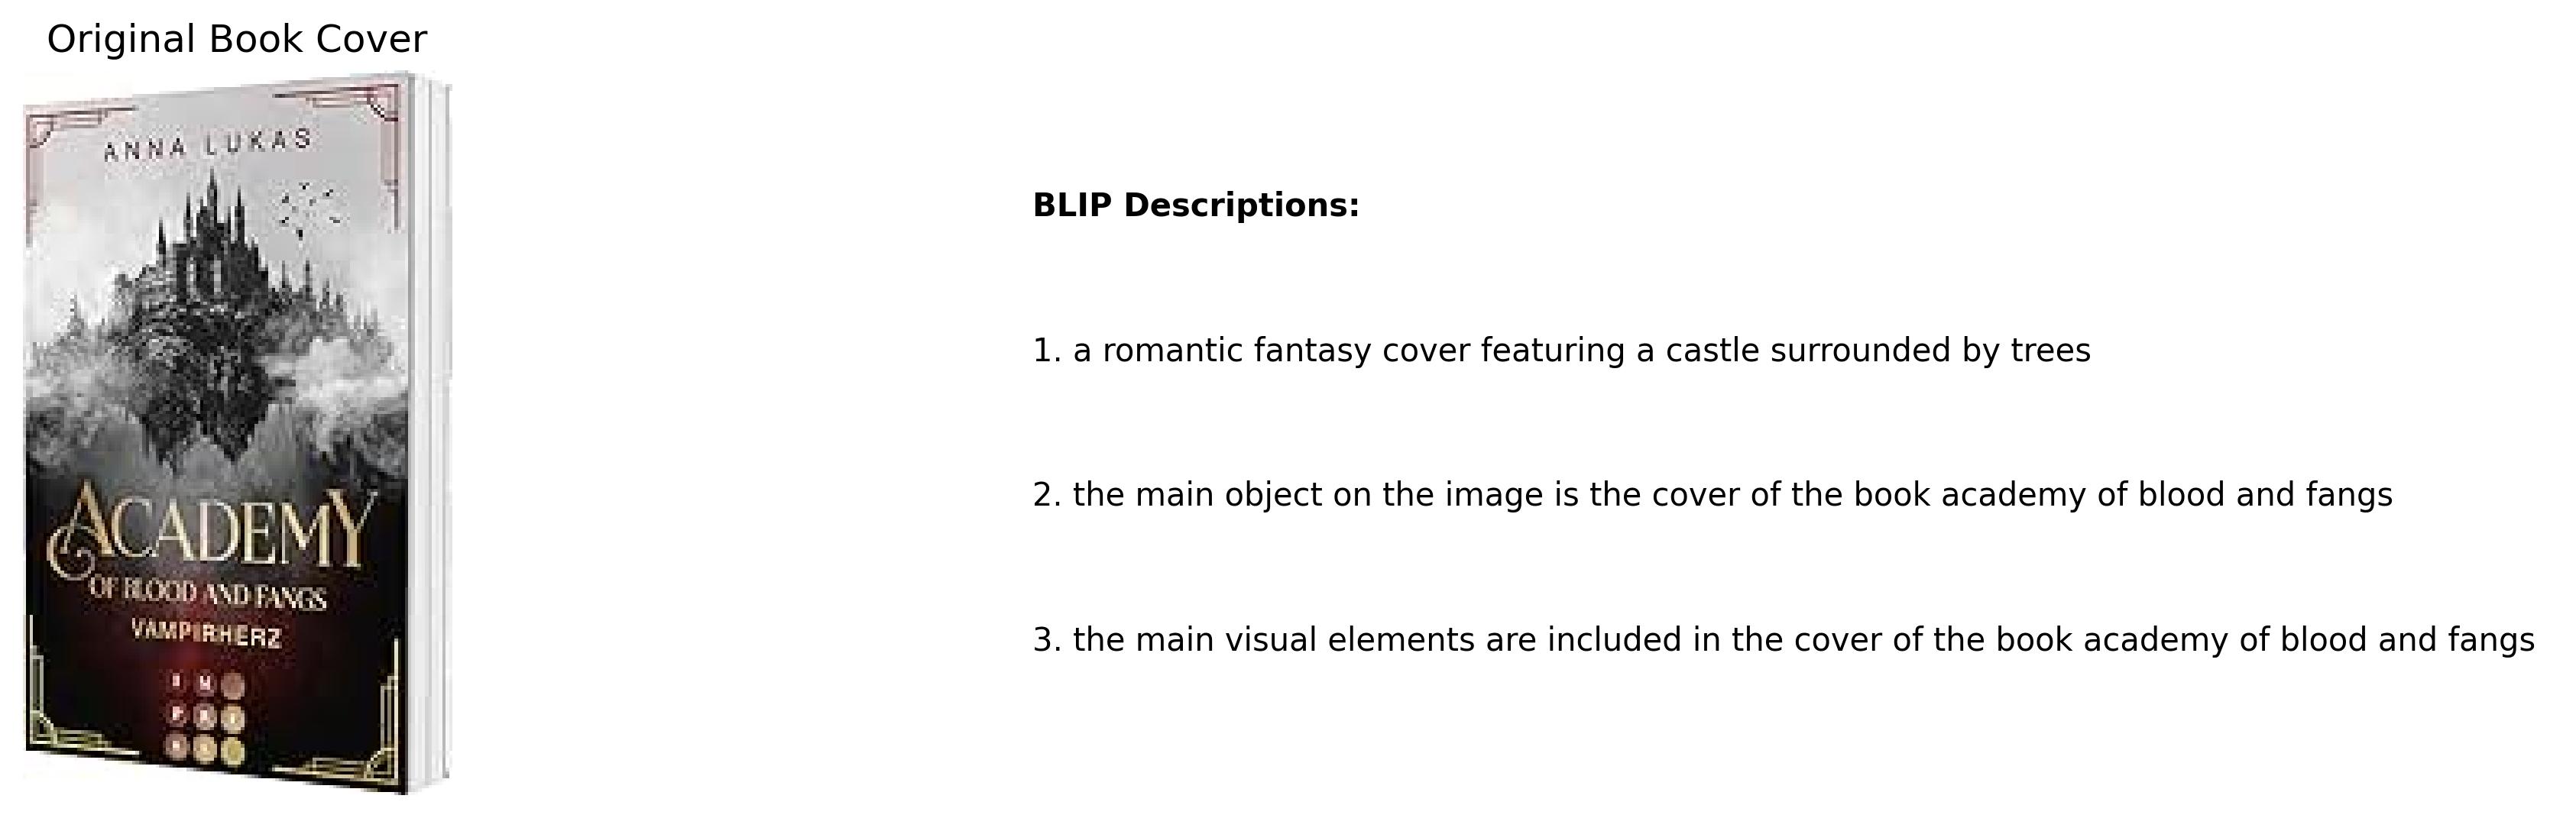 Original Book Cover
ANNA LUKAS
ACADEMY
OF BLOOD AND FANGS
VAMPIRHERZ
BLIP Descriptions:
1. a romantic fantasy cover featuring a castle surrounded by trees
2. the main object on the image is the cover of the book academy of blood and fangs
3. the main visual elements are included in the cover of the book academy of blood and fangs